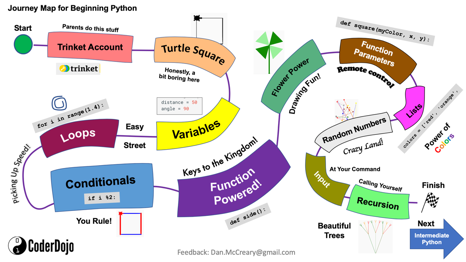 Journey Map for Beginning Python
Parents do this stuff
Start
Trinket Account
trinket
Turtle Square
Honestly, a
bit boring here
distance = 50
angle = 90
Variables
Easy
Street
for i in range(1,4):
Loops
Picking Up Speed!
Conditionals
if i %2:
You Rule!
Keys to the Kingdom!
Function
Powered!
def side():
Flower Power
Drawing Fun!
def square(myColor, x, y):
Function
Parameters
Remote control
Lists
colors = ['red', 'orange']
Power of
Colors
Random Numbers
Crazy Land!
At Your Command
Input
Calling Yourself
Recursion
Beautiful
Trees
Finish
Next
Intermediate
Python
CoderDojo
Feedback: Dan.McCreary@gmail.com